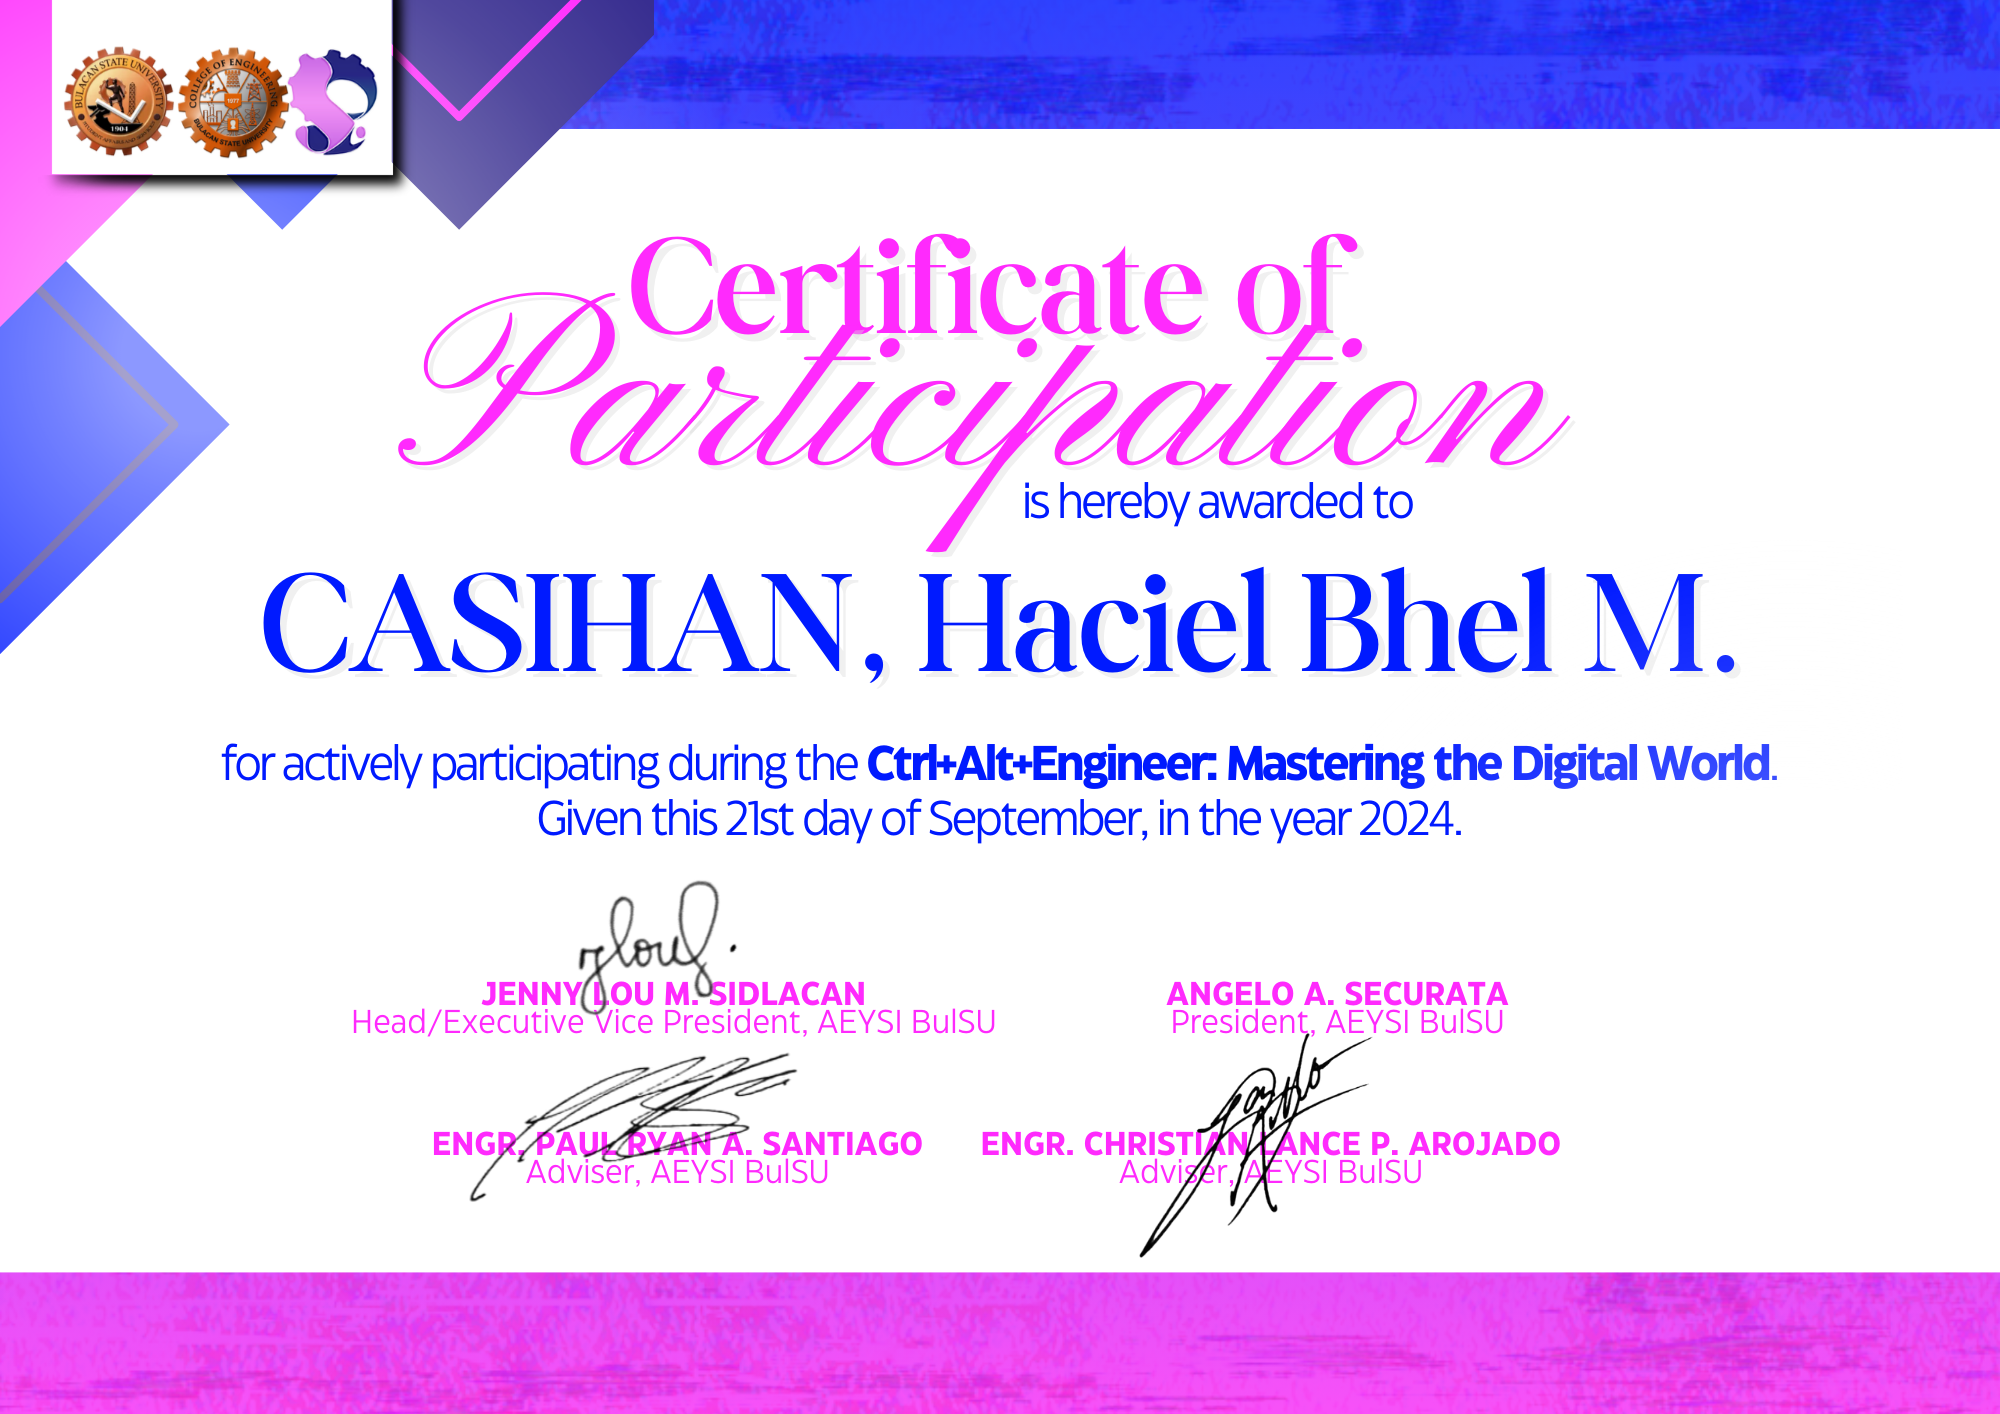 BULACAN STATE UNIVERSITY
1904
COLLEGE OF ENGINEERING
1977
BULACAN STATE UNIVERSITY
Certificate of
Participation
is hereby awarded to
CASIHAN, Haciel Bhel M.
for actively participating during the Ctrl+Alt+Engineer: Mastering the Digital World.
Given this 21st day of September, in the year 2024.
JENNY LOU M. SIDLACAN
Head/Executive Vice President, AEYSI BulSU
ANGELO A. SECURATA
President, AEYSI BulSU
ENGR. PAUL RYAN A. SANTIAGO
Adviser, AEYSI BulSU
ENGR. CHRISTIAN LANCE P. AROJADO
Adviser, AEYSI BulSU